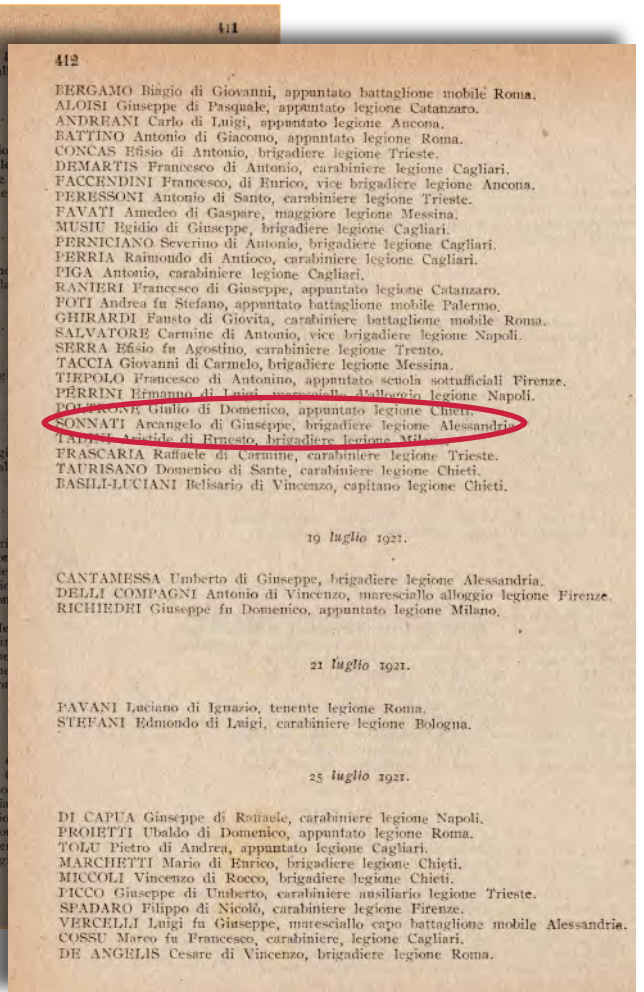 411
412
BERGAMO Biagio di Giovanni, appuntato battaglione mobile Roma.
ALOISI Giuseppe di Pasquale, appuntato legione Catanzaro.
ANDREANI Carlo di Luigi, appuntato legione Ancona.
BATTINO Antonio di Giacomo, appuntato legione Roma.
CONCAS Efisio di Antonio, brigadiere legione Trieste.
DEMARTIS Francesco di Antonio, carabiniere legione Cagliari.
FACCENDINI Francesco, di Enrico, vice brigadiere legione Ancona.
PERESSONI Antonio di Santo, carabiniere legione Trieste.
FAVATI Amedeo di Gaspare, maggiore legione Messina.
MUSIU Egidio di Giuseppe, brigadiere legione Cagliari.
PERNICIANO Severino di Antonio, brigadiere legione Cagliari.
PERRIA Raimondo di Antioco, carabiniere legione Cagliari.
PIGA Antonio, carabiniere legione Cagliari.
RANIERI Francesco di Giuseppe, appuntato legione Catanzaro.
FOTI Andrea fu Stefano, appuntato battaglione mobile Palermo.
GHIRARDI Fausto di Giovita, carabiniere battaglione mobile Roma.
SALVATORE Carmine di Antonio, vice brigadiere legione Napoli.
SERRA Efisio fu Agostino, carabiniere legione Trento.
TACCIA Giovanni di Carmelo, brigadiere legione Messina.
TIEPOLO Francesco di Antonino, appuntato scuola sottufficiali Firenze.
PERRINI Ermanno di Luigi, maresciallo d'alloggio legione Napoli.
POLTRONE Giulio di Domenico, appuntato legione Chieti.
SONNATI Arcangelo di Giuseppe, brigadiere legione Alessandria
TADINI Aristide di Ernesto, brigadiere legione Milano.
FRASCARIA Raffaele di Carmine, carabiniere legione Trieste.
TAURISANO Domenico di Sante, carabiniere legione Chieti.
BASILI-LUCIANI Belisario di Vincenzo, capitano legione Chieti.
19 luglio 1921.
CANTAMESSA Umberto di Giuseppe, brigadiere legione Alessandria.
DELLI COMPAGNI Antonio di Vincenzo, maresciallo alloggio legione Firenze.
RICHIEDEI Giuseppe fu Domenico, appuntato legione Milano.
21 luglio 1921.
PAVANI Luciano di Ignazio, tenente legione Roma.
STEFANI Edmondo di Luigi, carabiniere legione Bologna.
25 luglio 1921.
DI CAPUA Giuseppe di Raffaele, carabiniere legione Napoli.
PROIETTI Ubaldo di Domenico, appuntato legione Roma.
TOLU Pietro di Andrea, appuntato legione Cagliari.
MARCHETTI Mario di Enrico, brigadiere legione Chieti.
MICCOLI Vincenzo di Rocco, brigadiere legione Chieti.
PICCO Giuseppe di Umberto, carabiniere ausiliario legione Trieste.
SPADARO Filippo di Nicolò, carabiniere legione Firenze.
VERCELLI Luigi fu Giuseppe, maresciallo capo battaglione mobile Alessandria.
COSSU Marco fu Francesco, carabiniere, legione Cagliari.
DE ANGELIS Cesare di Vincenzo, brigadiere legione Roma.